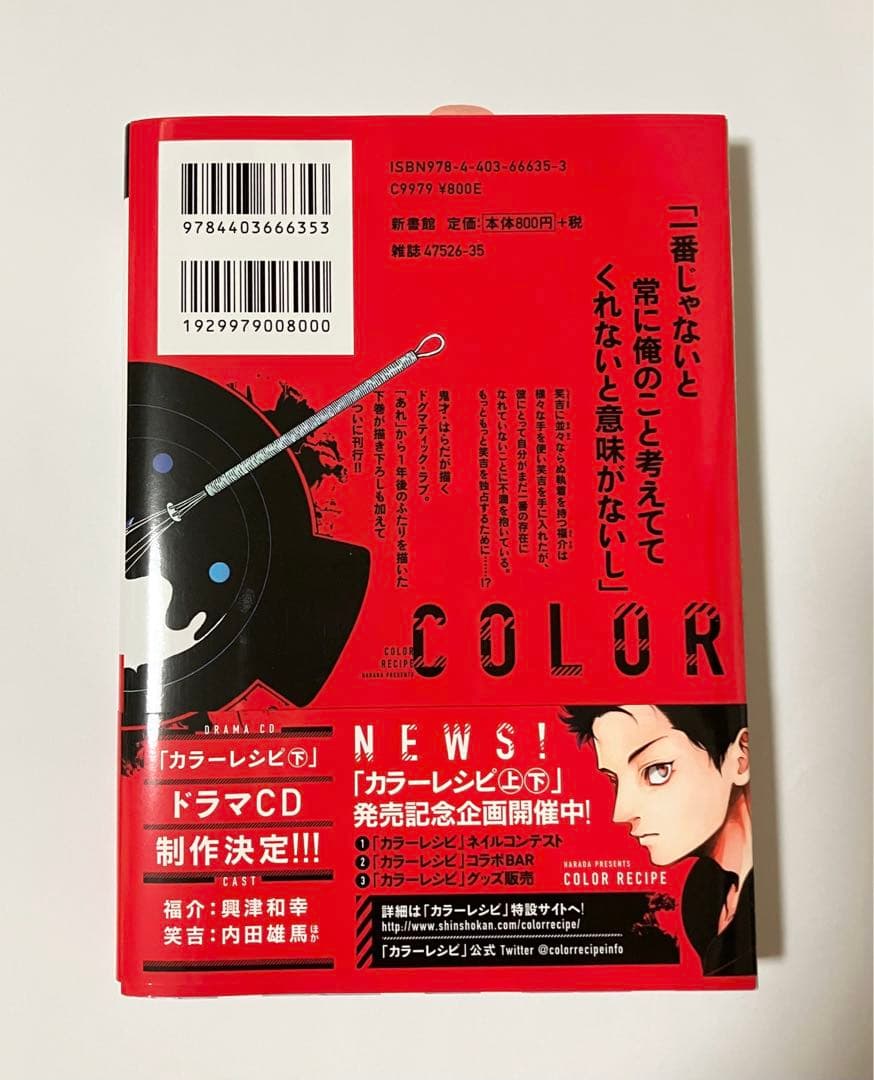 9784403666353
1929979008000
ISBN978-4-403-66635-3
C9979 ¥800E
新書館 定価:本体800円+税
雑誌 47526-35
「一番じゃないと
常に俺のこと考えてて
くれないと意味がないし」
笑吉に並々ならぬ執着を持つ福介は
様々な手を使い笑吉を手に入れたが、
彼にとって自分がまだ一番の存在に
なれていないことに不満を抱いている。
もっともっと笑吉を独占するために……!?
鬼才・はらだが描く
ドグマティック・ラブ。
「あれ」から1年後のふたりを描いた
下巻が描き下ろしも加えて
ついに刊行!!
COLOR
RECIPE
HARADA PRESENTS
COLOR
DRAMA CD
「カラーレシピ㊦」
ドラマCD
制作決定!!!
CAST
福介:興津和幸
笑吉:内田雄馬ほか
NEWS!
「カラーレシピ㊤㊦」
発売記念企画開催中!
❶「カラーレシピ」ネイルコンテスト
❷「カラーレシピ」コラボBAR
❸「カラーレシピ」グッズ販売
HARADA PRESENTS
COLOR RECIPE
詳細は「カラーレシピ」特設サイトへ!
http://www.shinshokan.com/colorrecipe/
「カラーレシピ」公式 Twitter @colorrecipeinfo